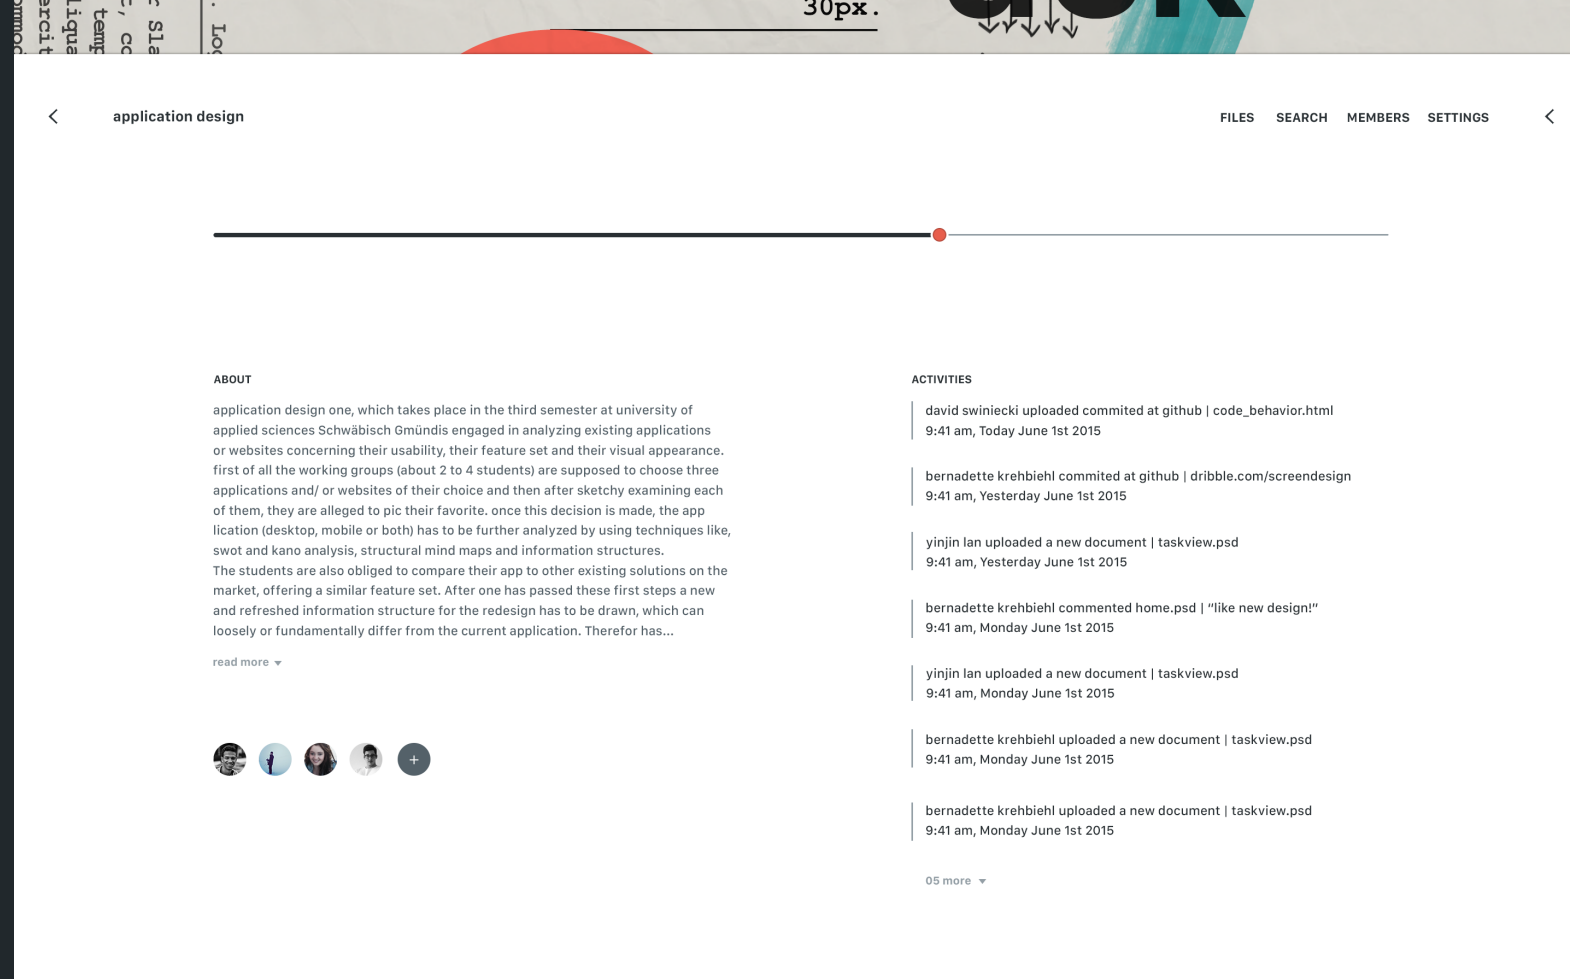 30px.
application design
FILES SEARCH MEMBERS SETTINGS
ABOUT
application design one, which takes place in the third semester at university of
applied sciences Schwäbisch Gmündis engaged in analyzing existing applications
or websites concerning their usability, their feature set and their visual appearance.
first of all the working groups (about 2 to 4 students) are supposed to choose three
applications and/ or websites of their choice and then after sketchy examining each
of them, they are alleged to pic their favorite. once this decision is made, the app
lication (desktop, mobile or both) has to be further analyzed by using techniques like,
swot and kano analysis, structural mind maps and information structures.
The students are also obliged to compare their app to other existing solutions on the
market, offering a similar feature set. After one has passed these first steps a new
and refreshed information structure for the redesign has to be drawn, which can
loosely or fundamentally differ from the current application. Therefor has...
read more
ACTIVITIES
david swiniecki uploaded commited at github | code_behavior.html
9:41 am, Today June 1st 2015
bernadette krehbiehl commited at github | dribble.com/screendesign
9:41 am, Yesterday June 1st 2015
yinjin lan uploaded a new document | taskview.psd
9:41 am, Yesterday June 1st 2015
bernadette krehbiehl commented home.psd | “like new design!”
9:41 am, Monday June 1st 2015
yinjin lan uploaded a new document | taskview.psd
9:41 am, Monday June 1st 2015
bernadette krehbiehl uploaded a new document | taskview.psd
9:41 am, Monday June 1st 2015
bernadette krehbiehl uploaded a new document | taskview.psd
9:41 am, Monday June 1st 2015
05 more